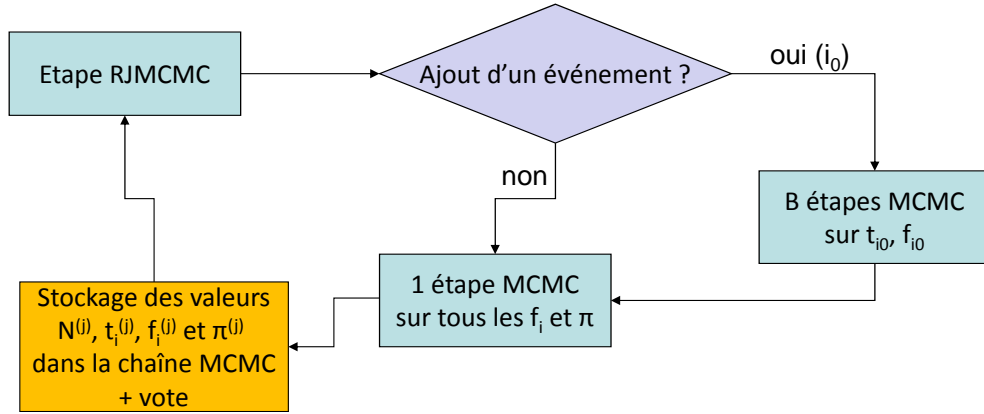 Etape RJMCMC
Ajout d'un événement ?
oui (i₀)
non
B étapes MCMC
sur tᵢ₀, fᵢ₀
1 étape MCMC
sur tous les fᵢ et π
Stockage des valeurs
N⁽ʲ⁾, tᵢ⁽ʲ⁾, fᵢ⁽ʲ⁾ et π⁽ʲ⁾
dans la chaîne MCMC
+ vote